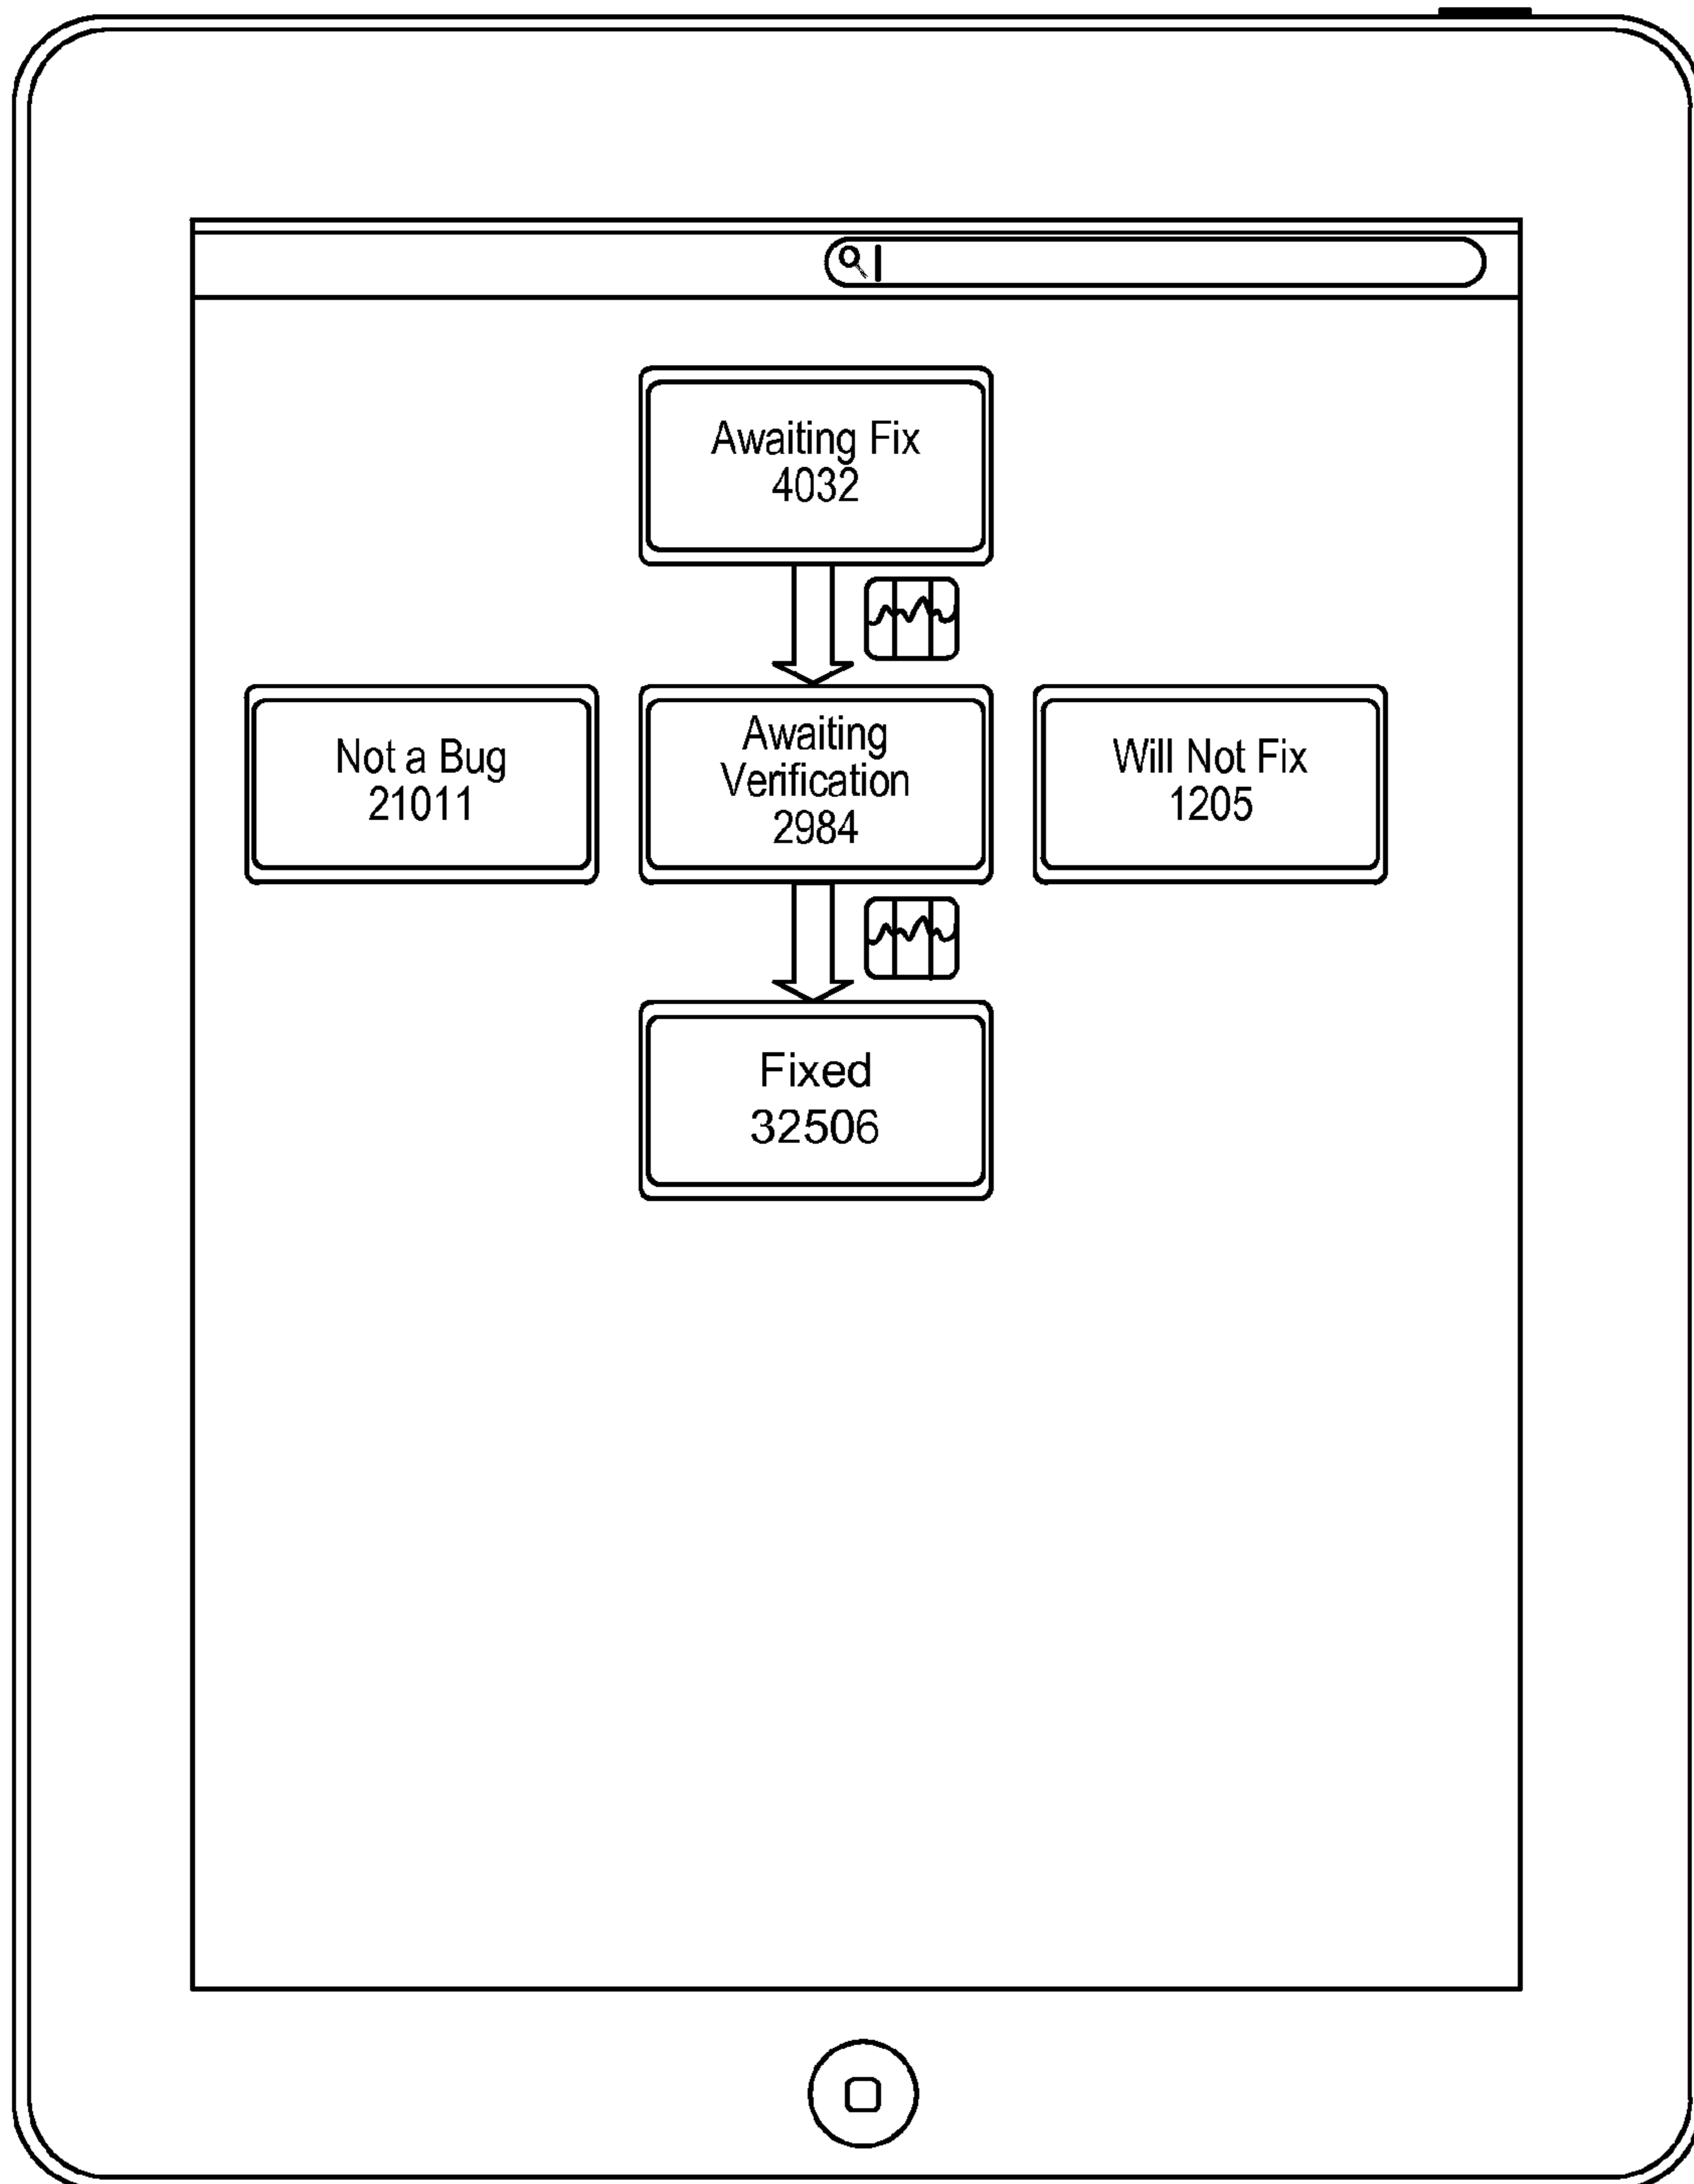 Awaiting Fix
4032
Not a Bug
21011
Awaiting
Verification
2984
Will Not Fix
1205
Fixed
32506